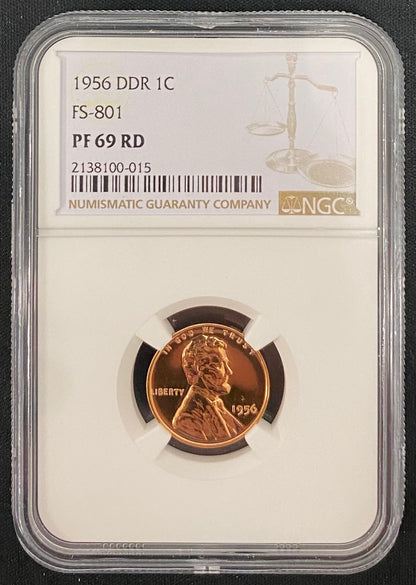 1956 DDR 1C
FS-801
PF 69 RD
2138100-015
NUMISMATIC GUARANTY COMPANY NGC®
IN GOD WE TRUST
LIBERTY
1956